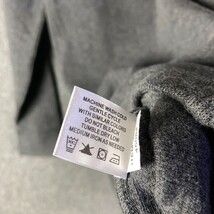 MACHINE WASH COLD
GENTLE CYCLE
WITH SIMILAR COLORS
DO NOT BLEACH
TUMBLE DRY LOW
MEDIUM IRON AS NEEDED